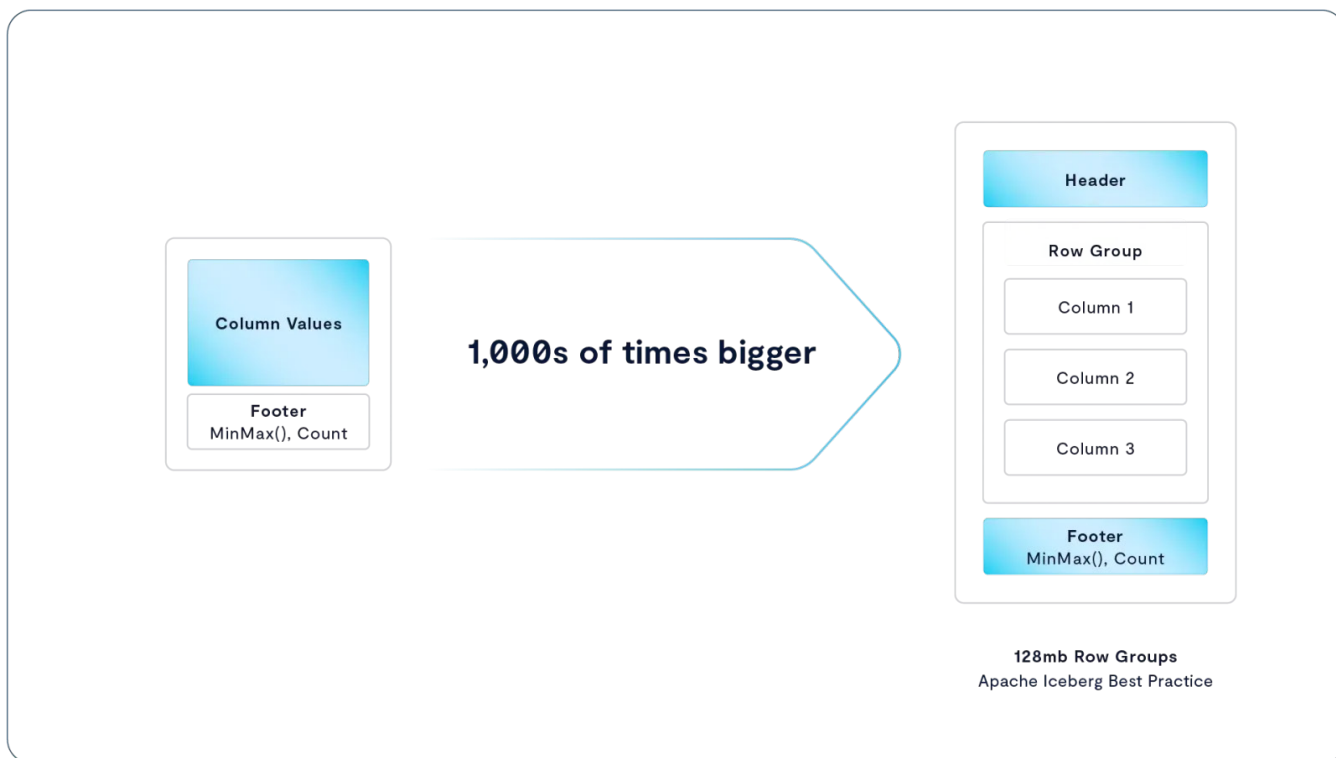 Column Values
Footer
MinMax(), Count
1,000s of times bigger
Header
Row Group
Column 1
Column 2
Column 3
Footer
MinMax(), Count
128mb Row Groups
Apache Iceberg Best Practice